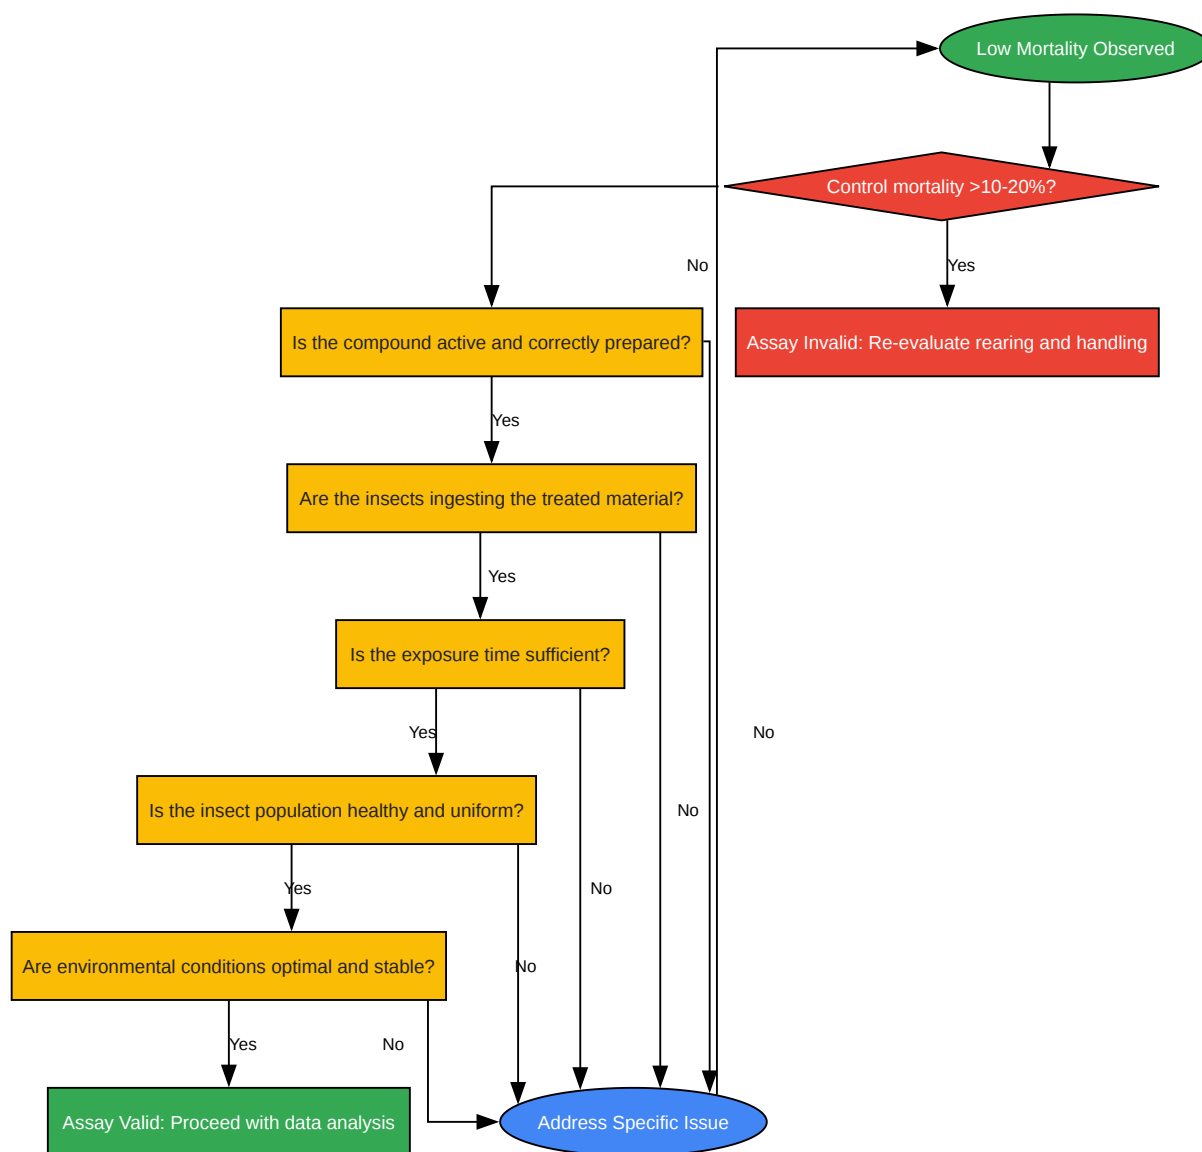 Low Mortality Observed
Control mortality >10-20%?
No
Yes
Is the compound active and correctly prepared?
Assay Invalid: Re-evaluate rearing and handling
Yes
Are the insects ingesting the treated material?
Yes
Is the exposure time sufficient?
Yes
No
Is the insect population healthy and uniform?
No
Yes
No
Are environmental conditions optimal and stable?
No
Yes
No
Assay Valid: Proceed with data analysis
Address Specific Issue